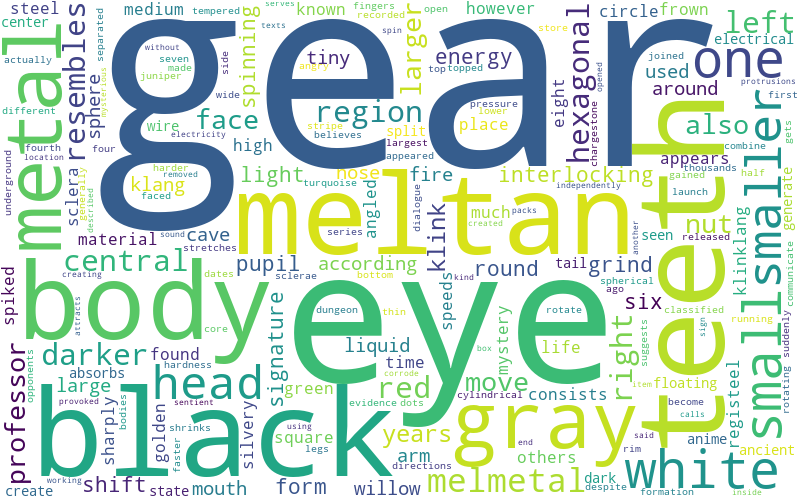 steel
center
medium
tempered
fingers
texts
serves
recorded
open
store
known
however
circle
frown
left
electrical
metal
resembles
sphere
actually
different
mysterious
made
seven
juniper
separated
without
side
wide
spinning
gear
tiny
angry
spin
top
topped
larger
energy
pressure
lower
joined
used
one
around
hexagonal
eight
chargestone
opened
protrusions
first
gets
fourth
location
four
underground
generally
described
removed
faced
klang
wire
high
face
region
electricity
stripe
believes
split
largest
appeared
place
also
appears
thousands
combine
half
launch
gained
generate
communicate
sclera
light
nose
fire
interlocking
turquoise
independently
material
cave
sound
stretches
meltan
angled
dialogue
series
packs
created
much
klink
another
nut
seen
released
teeth
smaller
small
klinklang
central
creating
attracts
spiked
dates
core
pupil
sclerae
according
bottom
round
tail
grind
kind
spherical
ago
six
classified
running
suddenly
rotating
sign
body
eye
dungeon
thin
rotate
speed
mystery
box
life
suggests
right
professor
darker
found
absorbs
hardness
signature
liquid
time
corrode
move
floating
item
registeel
become
calls
anime
ancient
opponents
large
provoked
bodies
shrinks
sentient
head
green
red
evidence
dots
cylindrical
consists
black
sharply
golden
silvery
faster
using
square
legs
years
arm
directions
gray
others
end
said
rim
dark
despite
white
create
working
shift
state
mouth
form
willow
melmetal
formation
inside